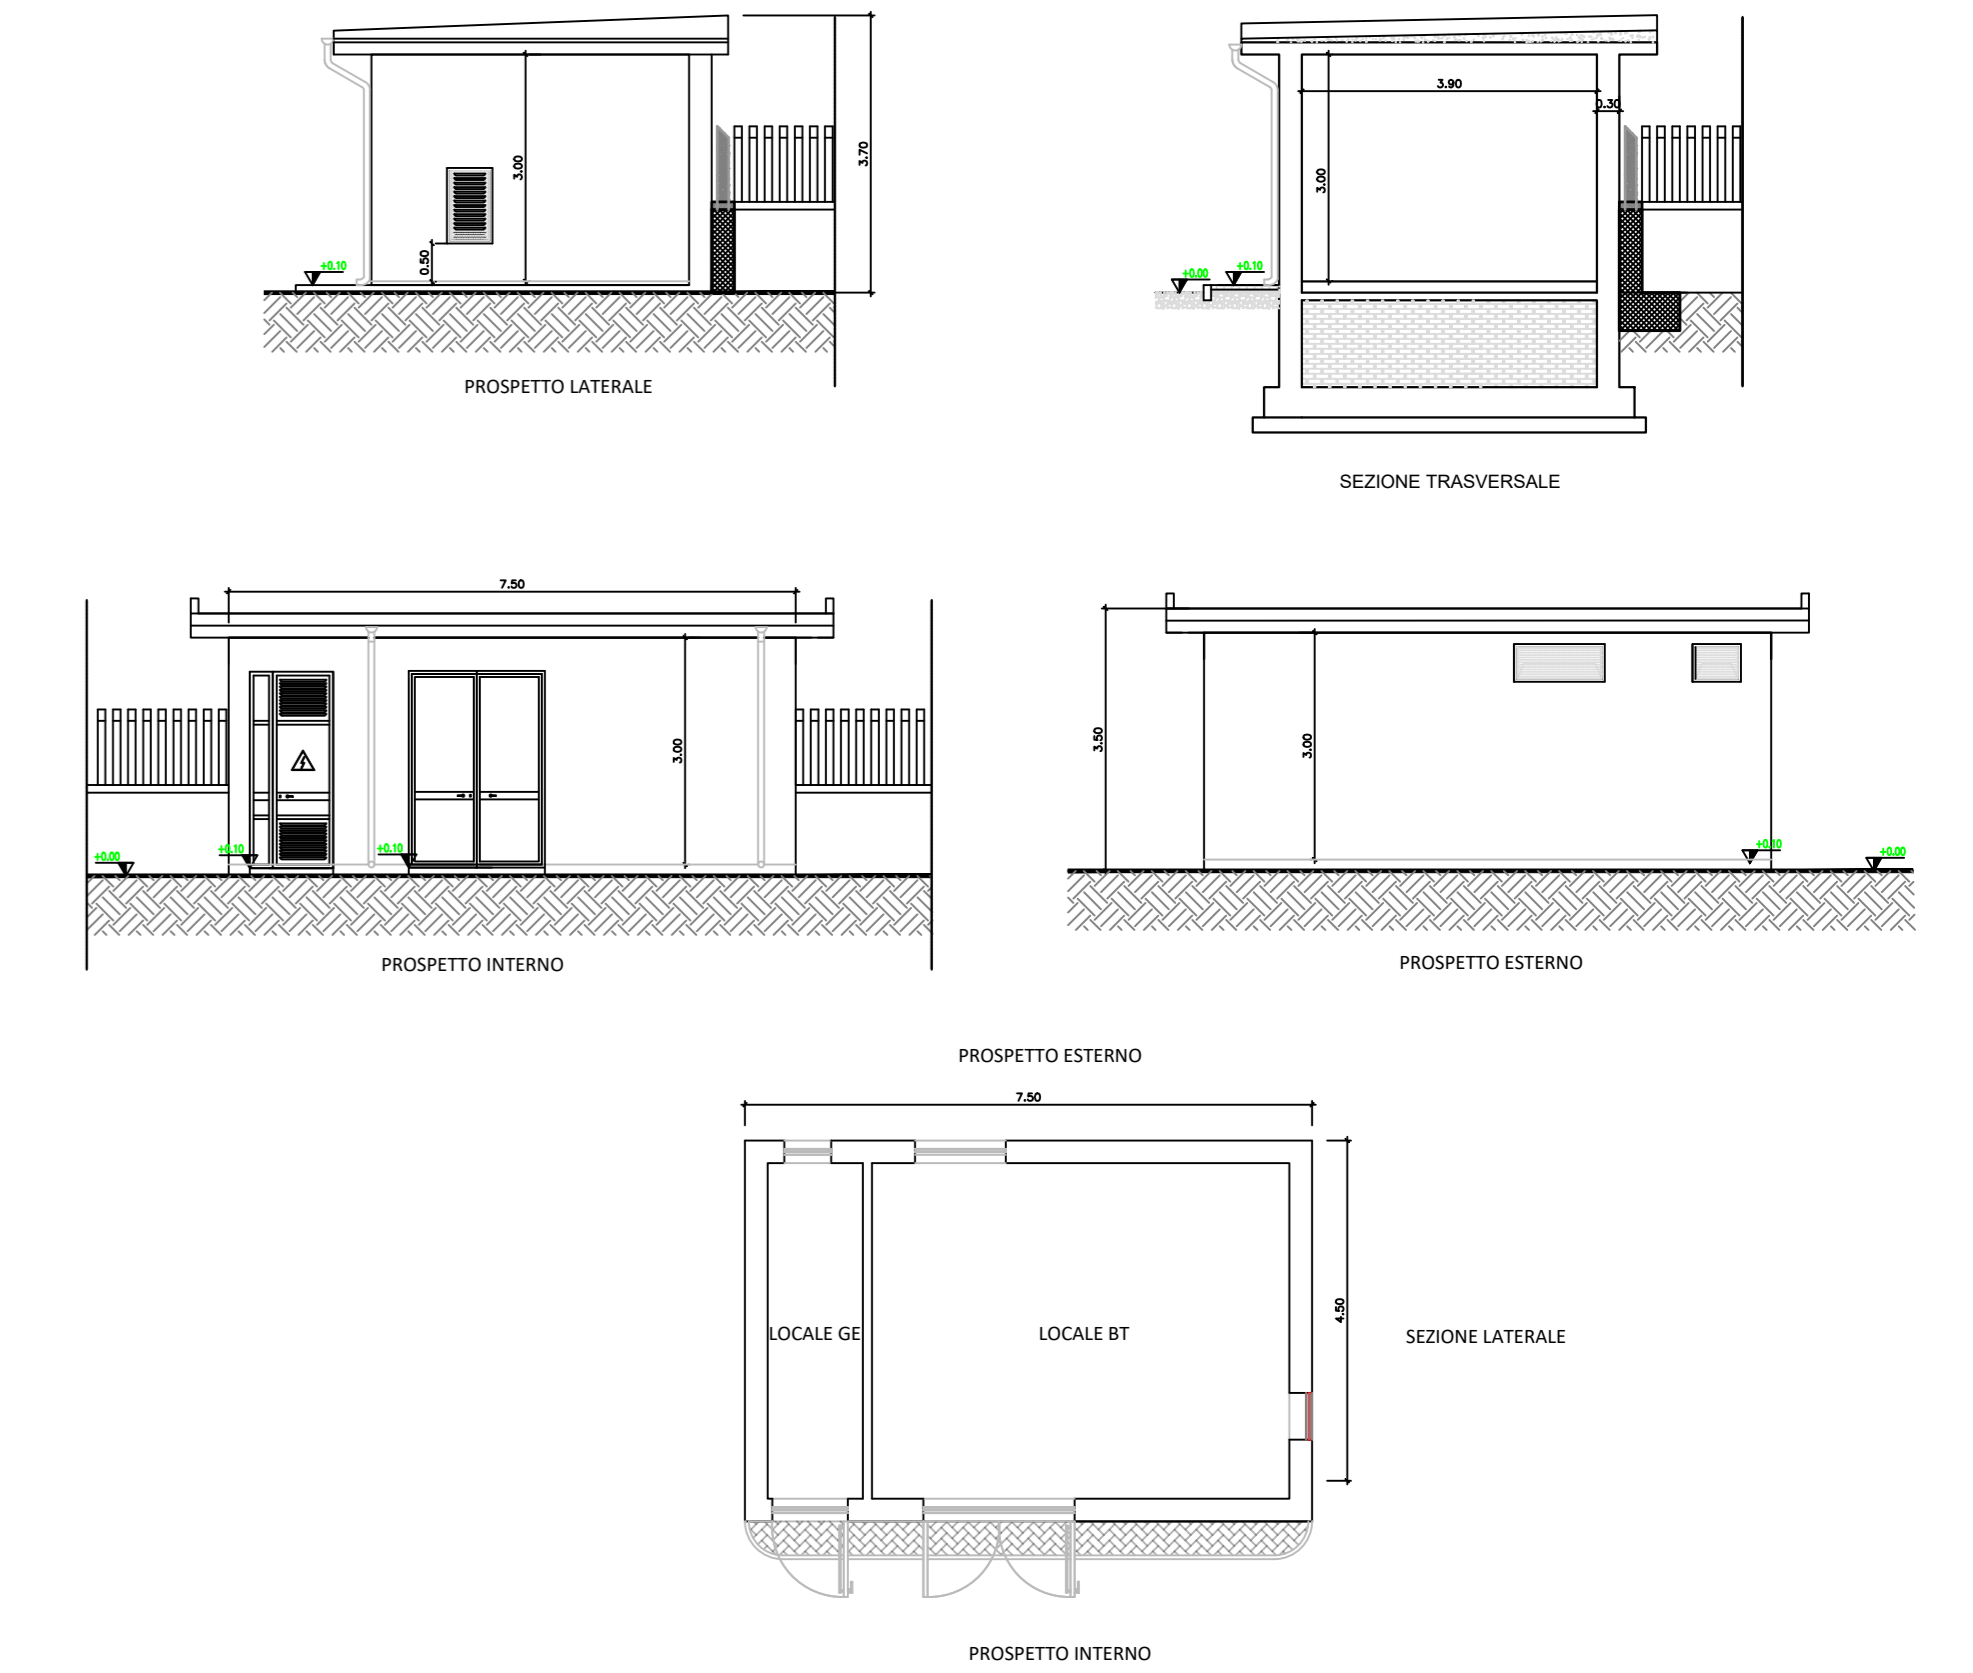 3.70
3.00
0.50
+0.10
PROSPETTO LATERALE
3.90
0.30
3.00
+0.00
+0.10
SEZIONE TRASVERSALE
7.50
3.00
+0.00
+0.10
+0.10
PROSPETTO INTERNO
3.50
3.00
+0.10
+0.00
PROSPETTO ESTERNO
PROSPETTO ESTERNO
7.50
4.50
LOCALE GE
LOCALE BT
SEZIONE LATERALE
PROSPETTO INTERNO